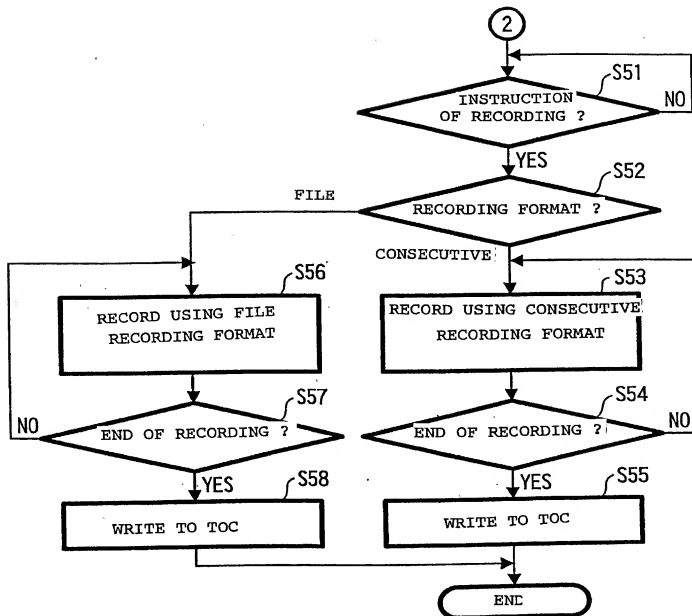 2
S51
INSTRUCTION
OF RECORDING ?
NO
YES
S52
FILE
RECORDING FORMAT ?
CONSECUTIVE
S56
S53
RECORD USING FILE
RECORDING FORMAT
RECORD USING CONSECUTIVE
RECORDING FORMAT
S57
S54
NO
END OF RECORDING ?
END OF RECORDING ?
NO
YES
S58
YES
S55
WRITE TO TOC
WRITE TO TOC
END